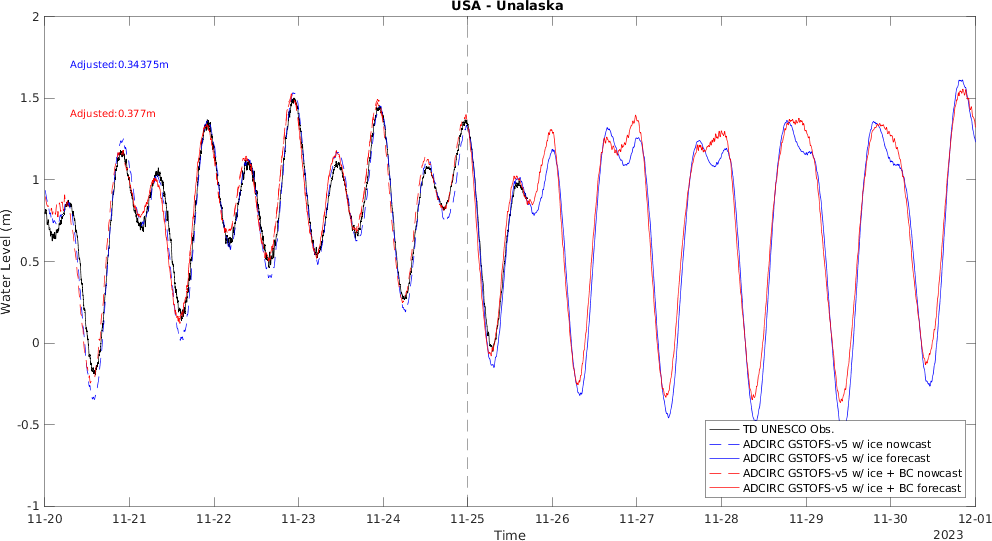 USA - Unalaska
2
1.5
1
0.5
0
-0.5
-1
Water Level (m)
Adjusted:0.34375m
Adjusted:0.377m
TD UNESCO Obs.
ADCIRC GSTOFS-v5 w/ ice nowcast
ADCIRC GSTOFS-v5 w/ ice forecast
ADCIRC GSTOFS-v5 w/ ice + BC nowcast
ADCIRC GSTOFS-v5 w/ ice + BC forecast
11-20 11-21 11-22 11-23 11-24 11-25 11-26 11-27 11-28 11-29 11-30 12-01
Time
2023